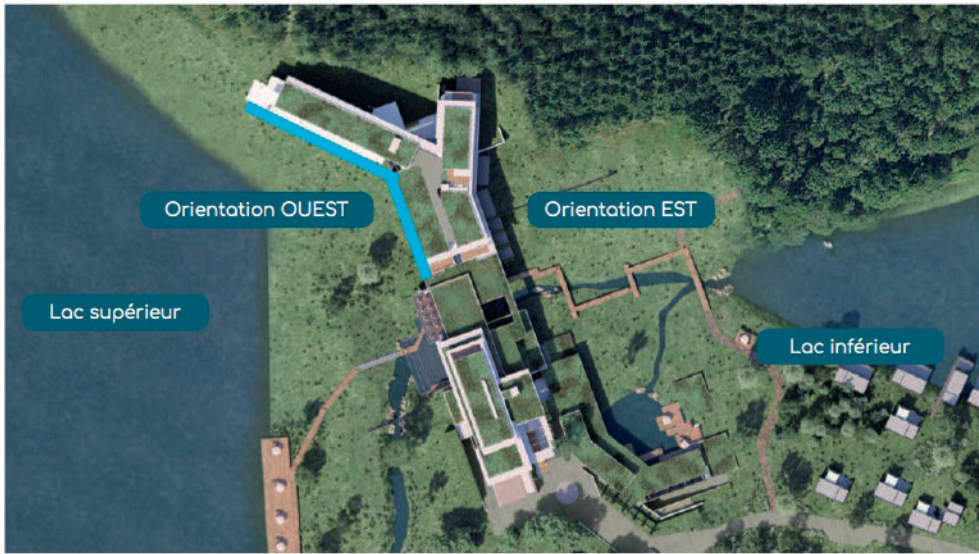 Orientation OUEST
Orientation EST
Lac supérieur
Lac inférieur